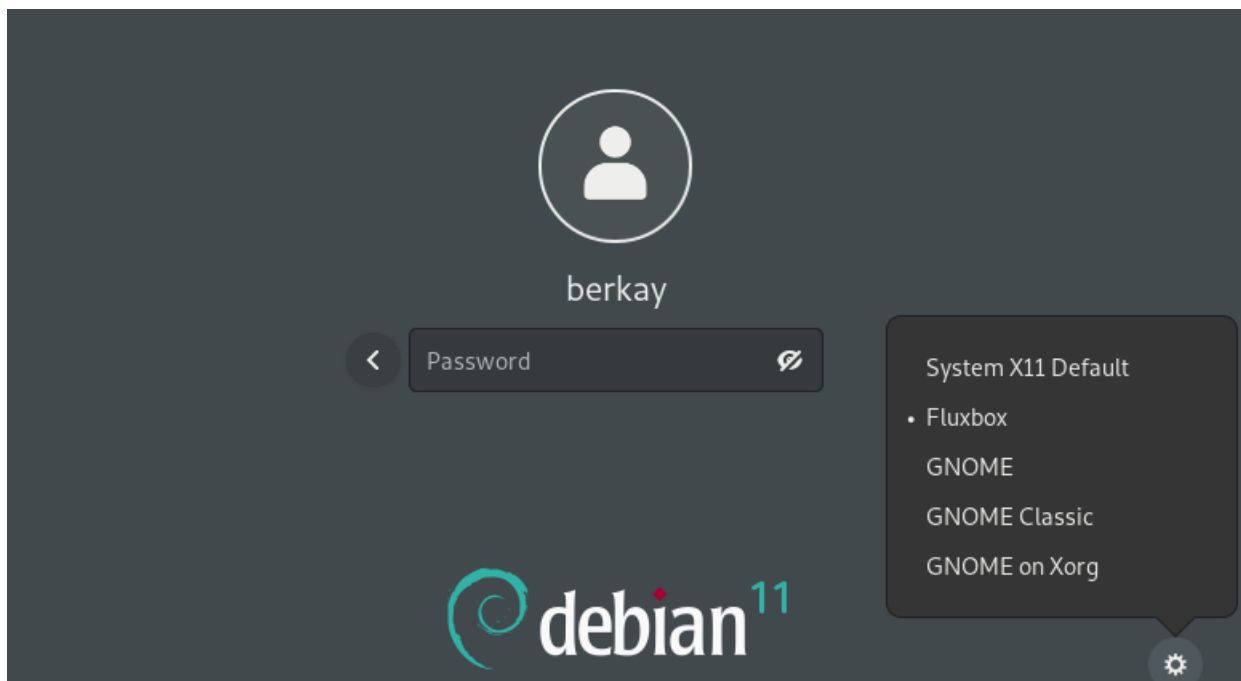 berkay
Password
System X11 Default
Fluxbox
GNOME
GNOME Classic
GNOME on Xorg
debian 11